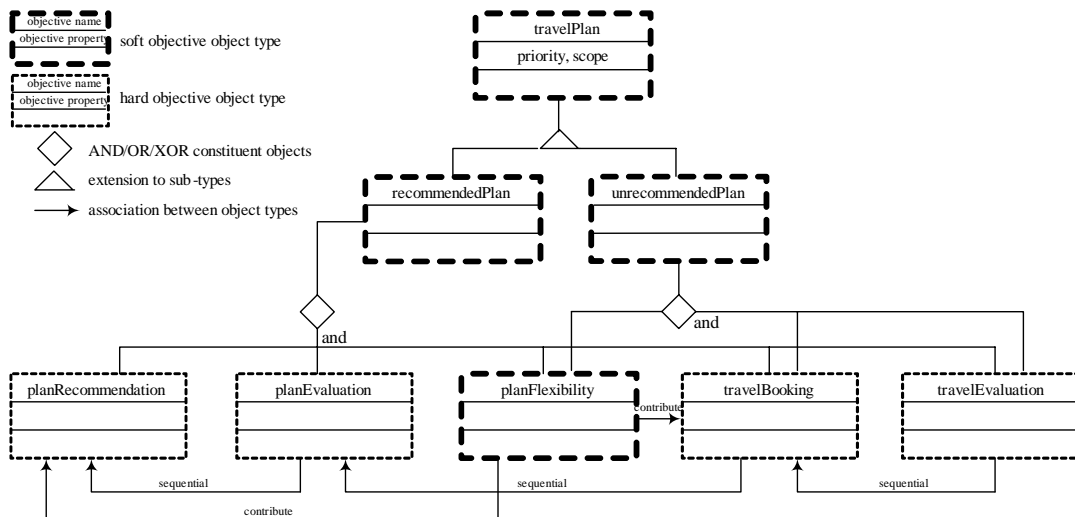 objective name
objective property
soft objective object type
objective name
objective property
hard objective object type
AND/OR/XOR constituent objects
extension to sub-types
association between object types
travelPlan
priority, scope
recommendedPlan
unrecommendedPlan
and
and
planRecommendation
planEvaluation
planFlexibility
travelBooking
travelEvaluation
contribute
sequential
sequential
sequential
contribute